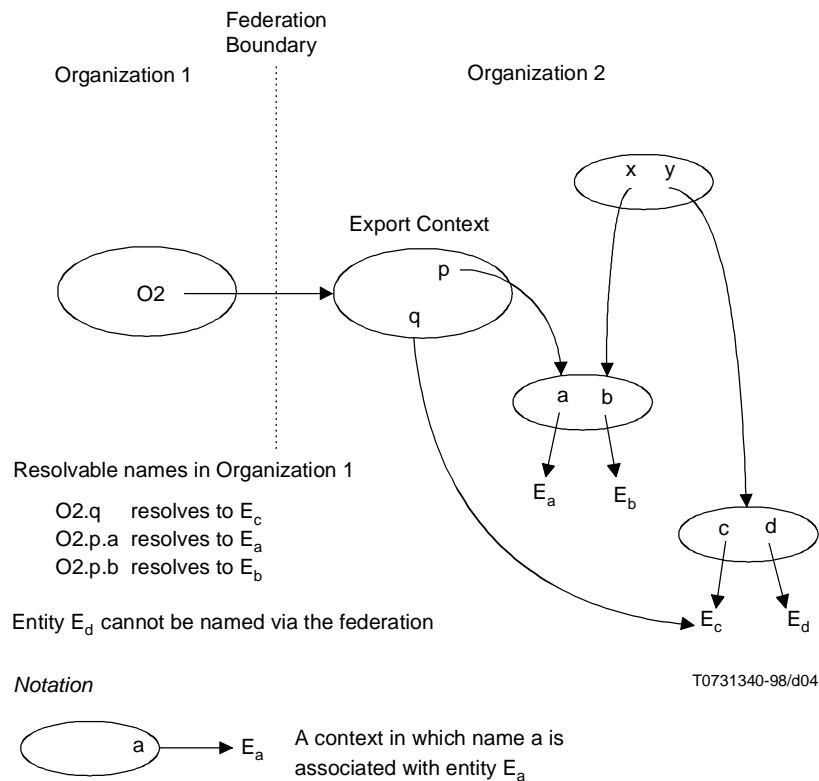 Federation
Boundary
Organization 1
Organization 2
x y
Export Context
p
O2
q
a b
Resolvable names in Organization 1
Ea
Eb
O2.q resolves to Ec
c d
O2.p.a resolves to Ea
O2.p.b resolves to Eb
Entity Ed cannot be named via the federation
Ec
Ed
Notation
T0731340-98/d04
a
Ea
A context in which name a is
associated with entity Ea